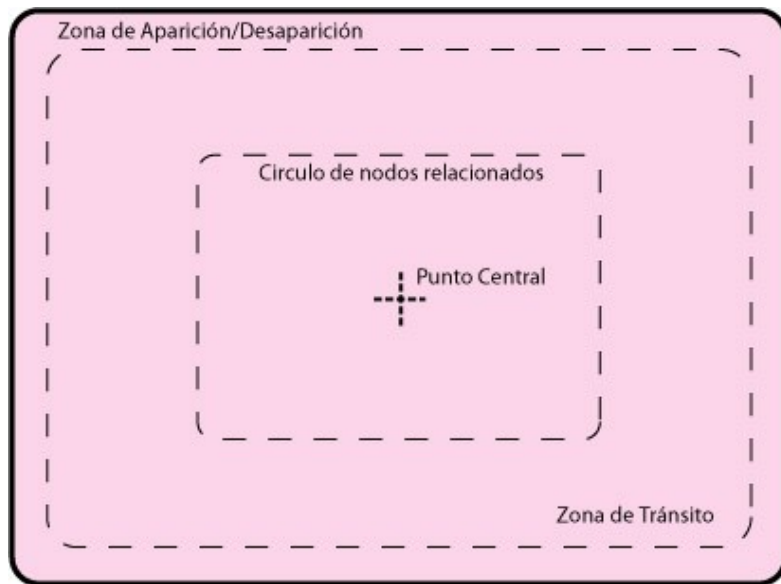 Zona de Aparición/Desaparición
Circulo de nodos relacionados
Punto Central
Zona de Tránsito